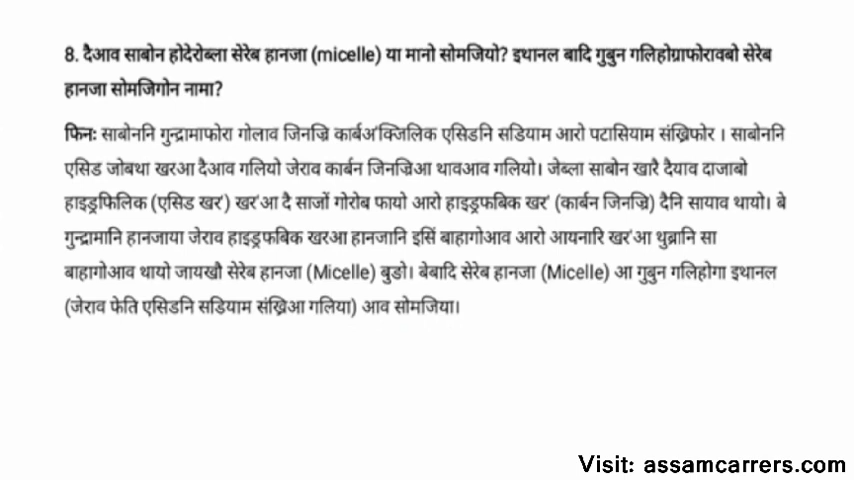 8. दैआव साबोन होदेरोब्ला सेरेब हानजा (micelle) या मानो सोमजियो? इथानल बादि गुबुन गलिहोग्राफोरावबो सेरेब
हानजा सोमजिगोन नामा?
फिनः साबोननि गुन्द्रामाफोरा गोलाव जिनज्रि कार्बअ'क्जिलिक एसिडनि सडियाम आरो पटासियाम संख्रिफोर । साबोननि
एसिड जोबथा खरआ दैआव गलियो जेराव कार्बन जिनज्रिआ थावआव गलियो। जेब्ला साबोन खारै दैयाव दाजाबो
हाइड्रफिलिक (एसिड खर') खर'आ दै साजों गोरोब फायो आरो हाइड्रफबिक खर' (कार्बन जिनज्रि) दैनि सायाव थायो। बे
गुन्द्रामानि हानजाया जेराव हाइड्रफबिक खरआ हानजानि इसिं बाहागोआव आरो आयनारि खर'आ थुब्रानि सा
बाहागोआव थायो जायखौ सेरेब हानजा (Micelle) बुङो। बेबादि सेरेब हानजा (Micelle) आ गुबुन गलिहोगा इथानल
(जेराव फेति एसिडनि सडियाम संख्रिआ गलिया) आव सोमजिया।
Visit: assamcarrers.com